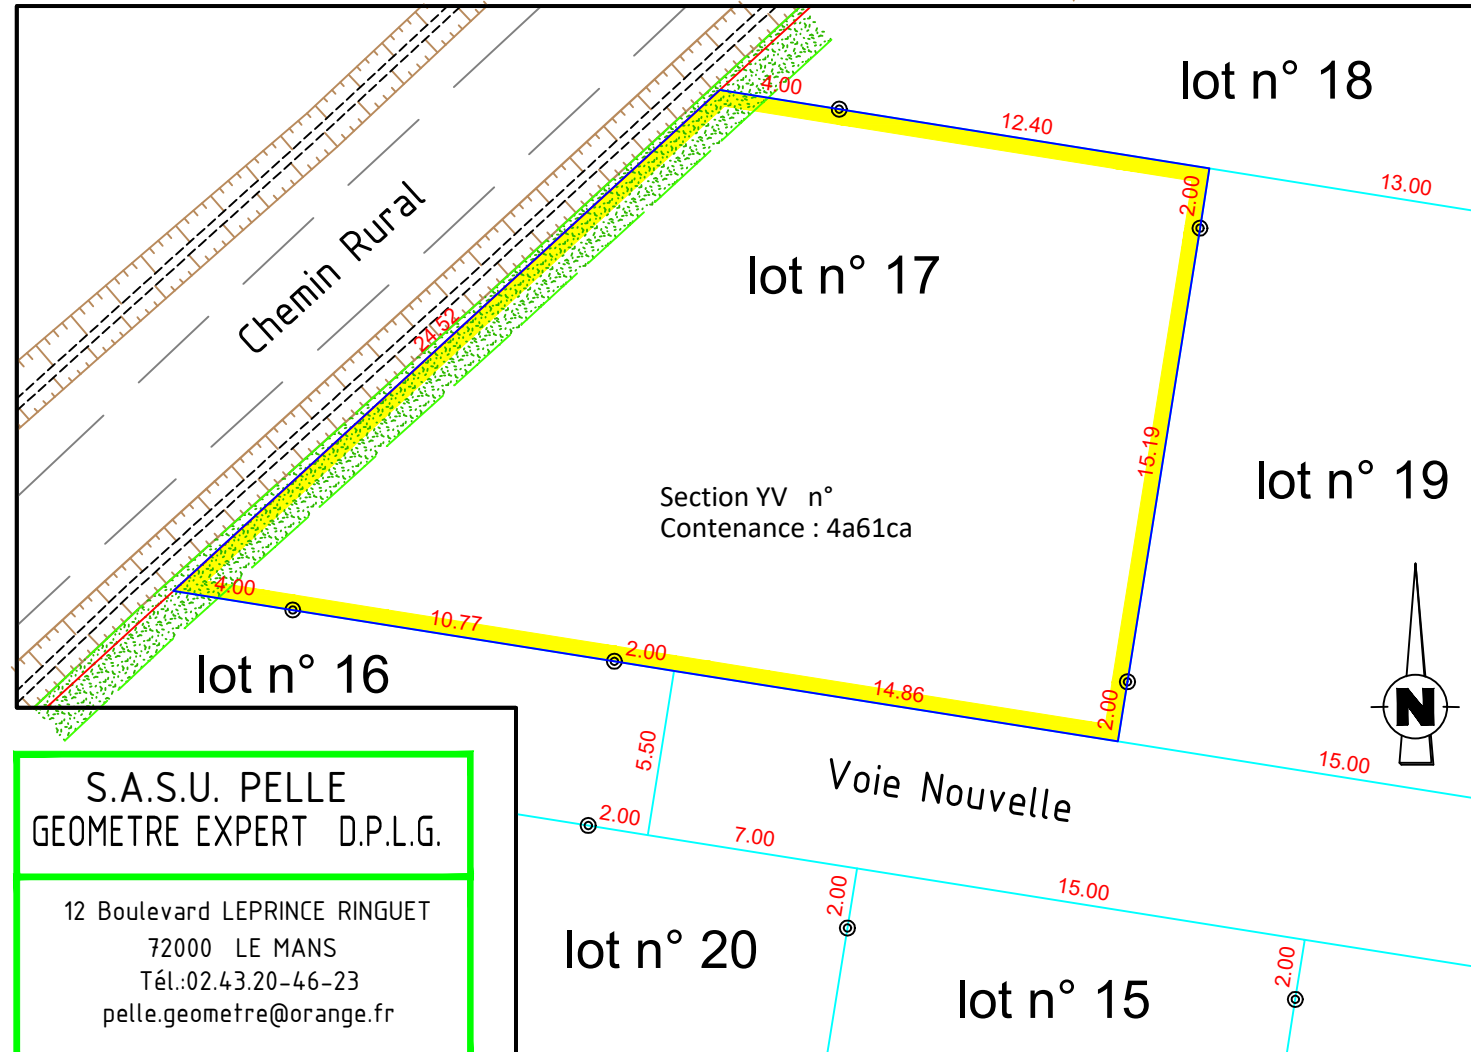 lot n° 18
4.00
12.40
13.00
2.00
Chemin Rural
lot n° 17
24.52
15.19
lot n° 19
Section YV n°
Contenance : 4a61ca
4.00
10.77
2.00
14.86
2.00
lot n° 16
N
5.50
Voie Nouvelle
15.00
S.A.S.U. PELLE
GEOMETRE EXPERT D.P.L.G.
2.00
7.00
2.00
15.00
12 Boulevard LEPRINCE RINGUET
72000 LE MANS
Tél.:02.43.20-46-23
pelle.geometre@orange.fr
lot n° 20
lot n° 15
2.00